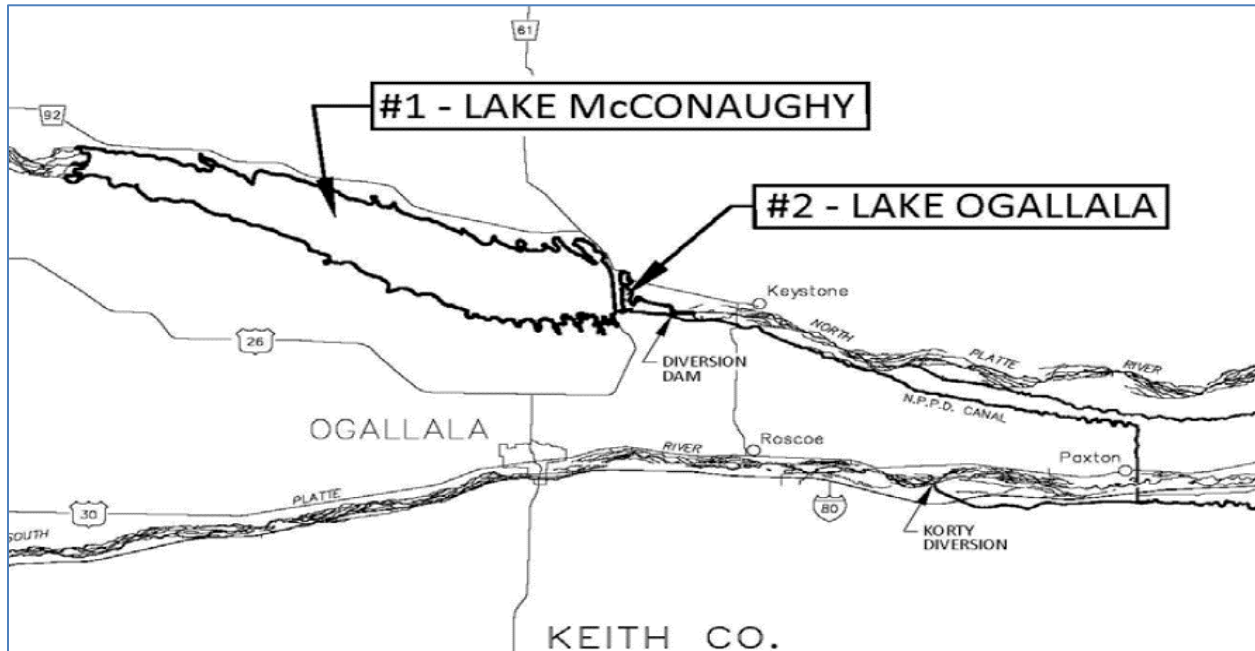 61
#1 - LAKE McCONAUGHY
92
#2 - LAKE OGALLALA
Keystone
NORTH
PLATTE
RIVER
26
DIVERSION
DAM
N.P.P.D. CANAL
OGALLALA
RIVER
Roscoe
Paxton
PLATTE
30
80
SOUTH
KORTY
DIVERSION
KEITH CO.